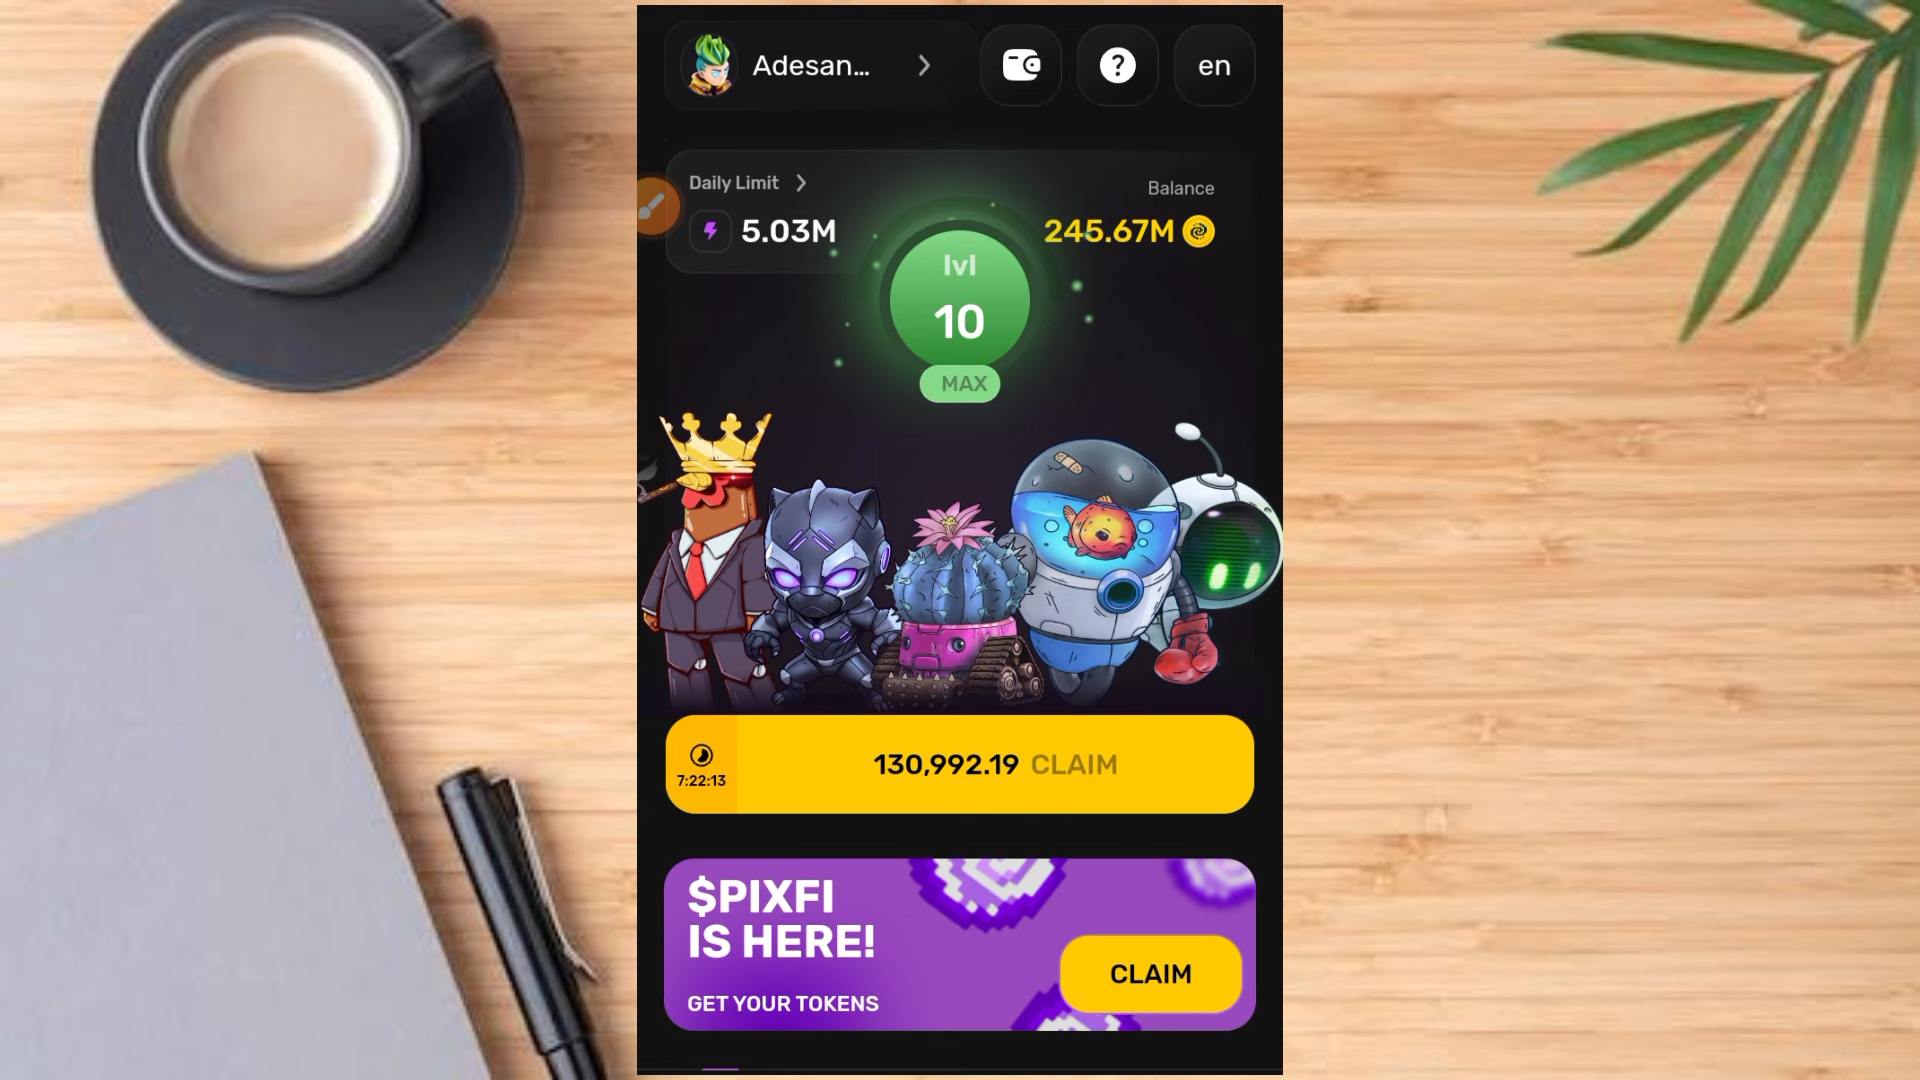 Adesan...
?
en
Daily Limit >
Balance
5.03M
245.67M
lvl
10
MAX
7:22:13
130,992.19 CLAIM
$PIXFI
IS HERE!
GET YOUR TOKENS
CLAIM